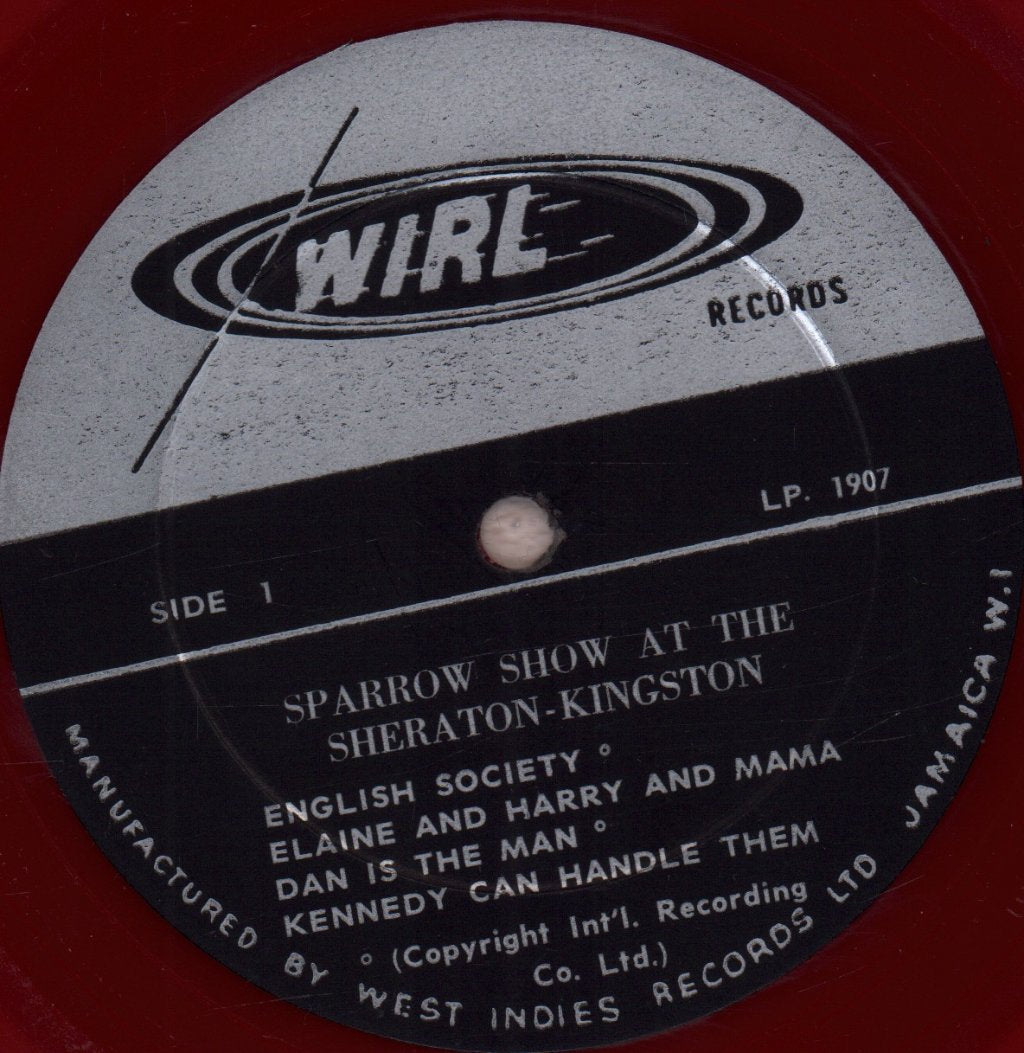 WIRL
RECORDS
LP. 1907
SIDE 1
SPARROW SHOW AT THE
SHERATON-KINGSTON
ENGLISH SOCIETY °
ELAINE AND HARRY AND MAMA
DAN IS THE MAN °
KENNEDY CAN HANDLE THEM
° (Copyright Int'l. Recording
Co. Ltd.)
MANUFACTURED BY WEST INDIES RECORDS LTD JAMAICA W.I